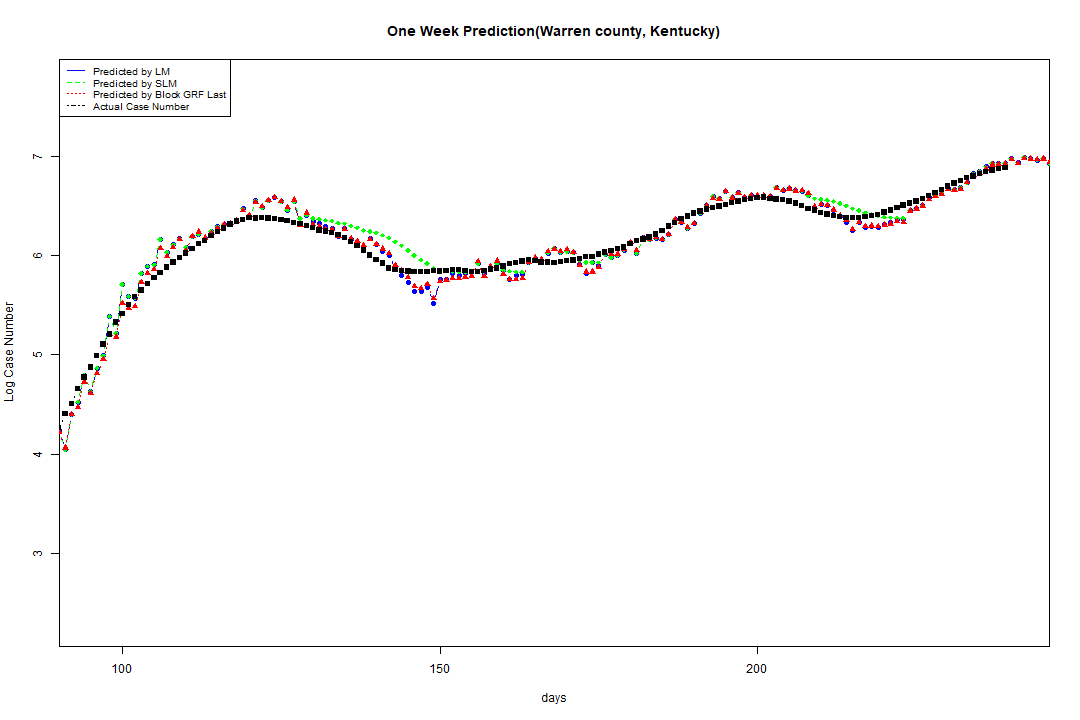 One Week Prediction(Warren county, Kentucky)
Predicted by LM
Predicted by SLM
Predicted by Block GRF Last
Actual Case Number
7
6
5
4
3
Log Case Number
100 150 200
days